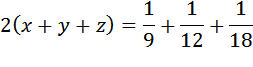 2(x + y + z) = 1/9 + 1/12 + 1/18